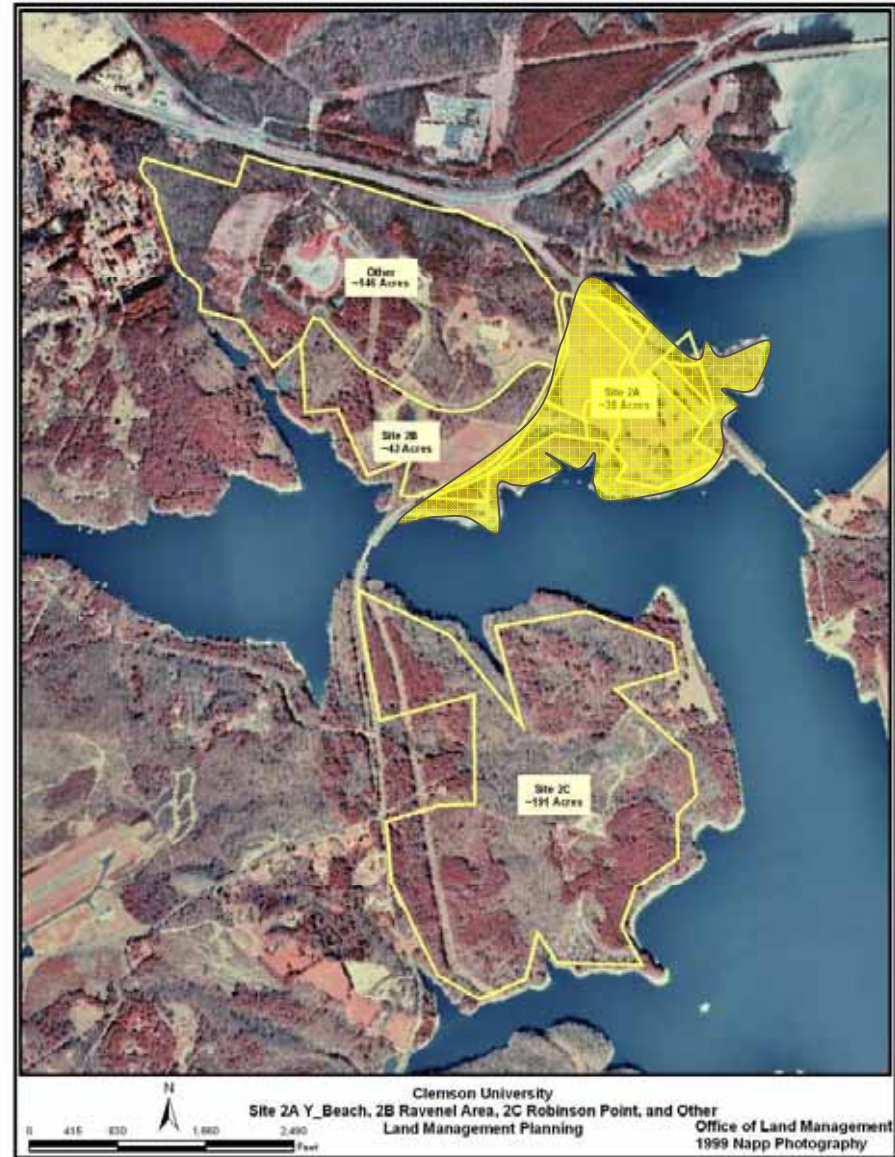 Other
~146 Acres
Site 2A
~38 Acres
Site 2B
~43 Acres
Site 2C
~191 Acres
N
Clemson University
Site 2A Y_Beach, 2B Ravenel Area, 2C Robinson Point, and Other
Land Management Planning
Office of Land Management
1999 Napp Photography
0 415 830 1,660 2,490
Feet